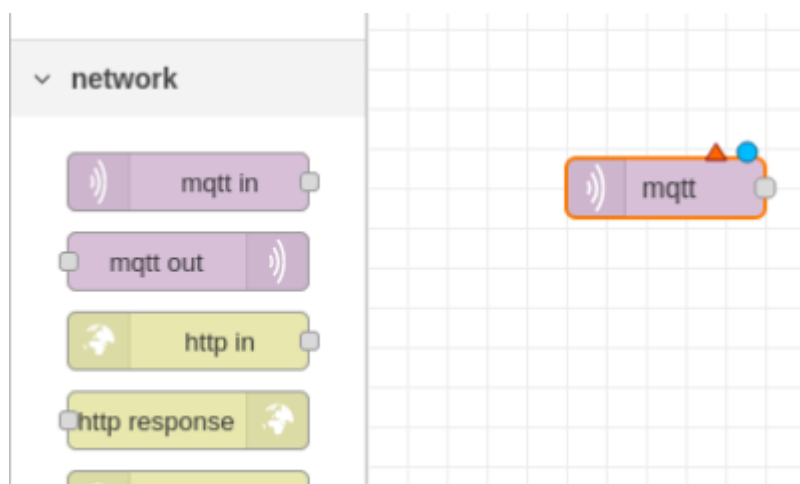 network
mqtt in
mqtt
mqtt out
http in
http response